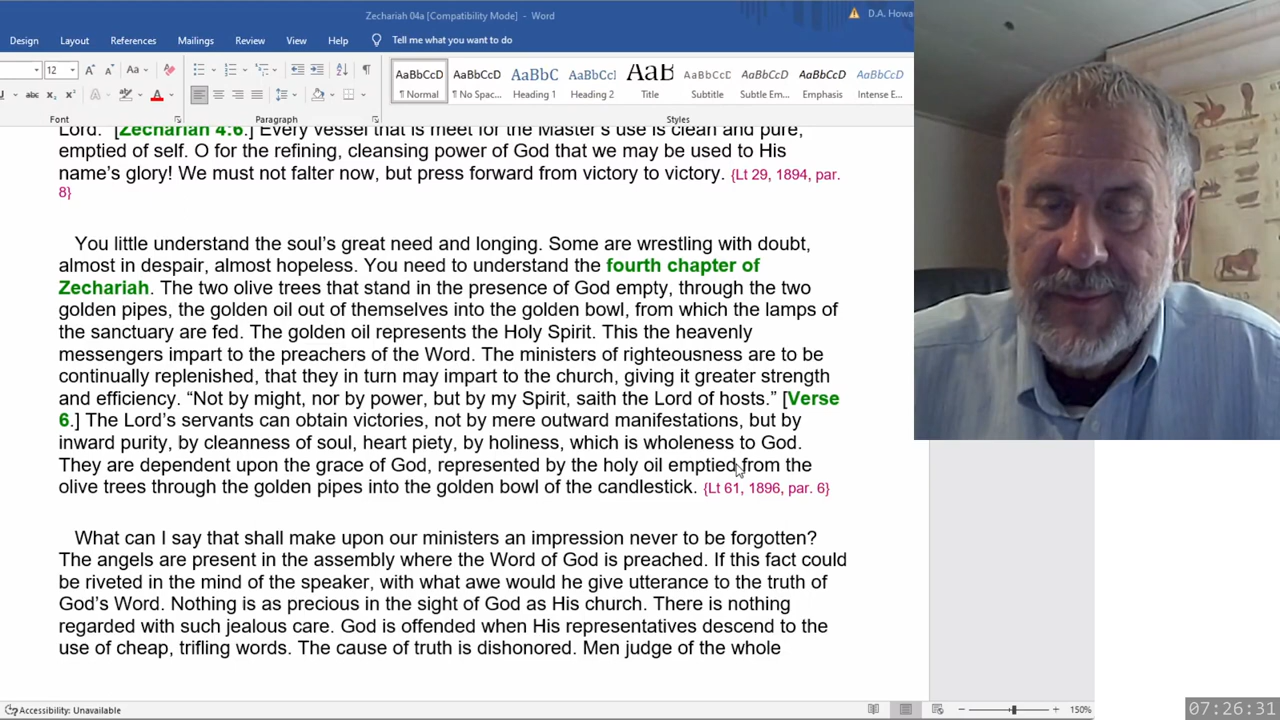 Zechariah 04a [Compatibility Mode] - Word
D.A. Howa
Design Layout References Mailings Review View Help Tell me what you want to do
12
Aa
AaBbCcD AaBbCcD AaBbC AaBbCc AaB AaBbCcD AaBbCcD AaBbCcD AaBbCcD
¶ Normal ¶ No Spac... Heading 1 Heading 2 Title Subtitle Subtle Em... Emphasis Intense E...
Font Paragraph Styles
Lord." [Zechariah 4:6.] Every vessel that is meet for the Master's use is clean and pure,
emptied of self. O for the refining, cleansing power of God that we may be used to His
name's glory! We must not falter now, but press forward from victory to victory. {Lt 29, 1894, par.
8}
You little understand the soul's great need and longing. Some are wrestling with doubt,
almost in despair, almost hopeless. You need to understand the fourth chapter of
Zechariah. The two olive trees that stand in the presence of God empty, through the two
golden pipes, the golden oil out of themselves into the golden bowl, from which the lamps of
the sanctuary are fed. The golden oil represents the Holy Spirit. This the heavenly
messengers impart to the preachers of the Word. The ministers of righteousness are to be
continually replenished, that they in turn may impart to the church, giving it greater strength
and efficiency. "Not by might, nor by power, but by my Spirit, saith the Lord of hosts." [Verse
6.] The Lord's servants can obtain victories, not by mere outward manifestations, but by
inward purity, by cleanness of soul, heart piety, by holiness, which is wholeness to God.
They are dependent upon the grace of God, represented by the holy oil emptied from the
olive trees through the golden pipes into the golden bowl of the candlestick. {Lt 61, 1896, par. 6}
What can I say that shall make upon our ministers an impression never to be forgotten?
The angels are present in the assembly where the Word of God is preached. If this fact could
be riveted in the mind of the speaker, with what awe would he give utterance to the truth of
God's Word. Nothing is as precious in the sight of God as His church. There is nothing
regarded with such jealous care. God is offended when His representatives descend to the
use of cheap, trifling words. The cause of truth is dishonored. Men judge of the whole
Accessibility: Unavailable
150%
07:26:31